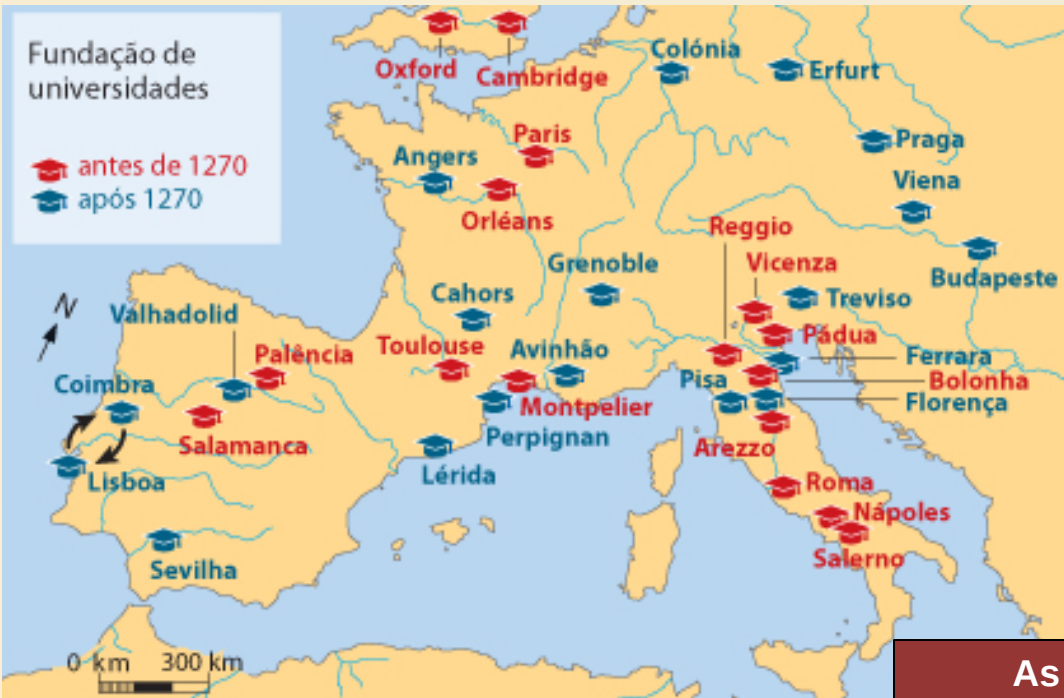 Fundação de
universidades
antes de 1270
após 1270
Oxford
Cambridge
Colónia
Erfurt
Paris
Praga
Angers
Viena
Orléans
Reggio
Vicenza
Grenoble
Budapeste
Cahors
Treviso
N
Valhadolid
Pádua
Toulouse
Palência
Avinhão
Ferrara
Pisa
Bolonha
Coimbra
Montpelier
Florença
Perpignan
Salamanca
Arezzo
Lisboa
Lérida
Roma
Nápoles
Salerno
Sevilha
0 km 300 km
As